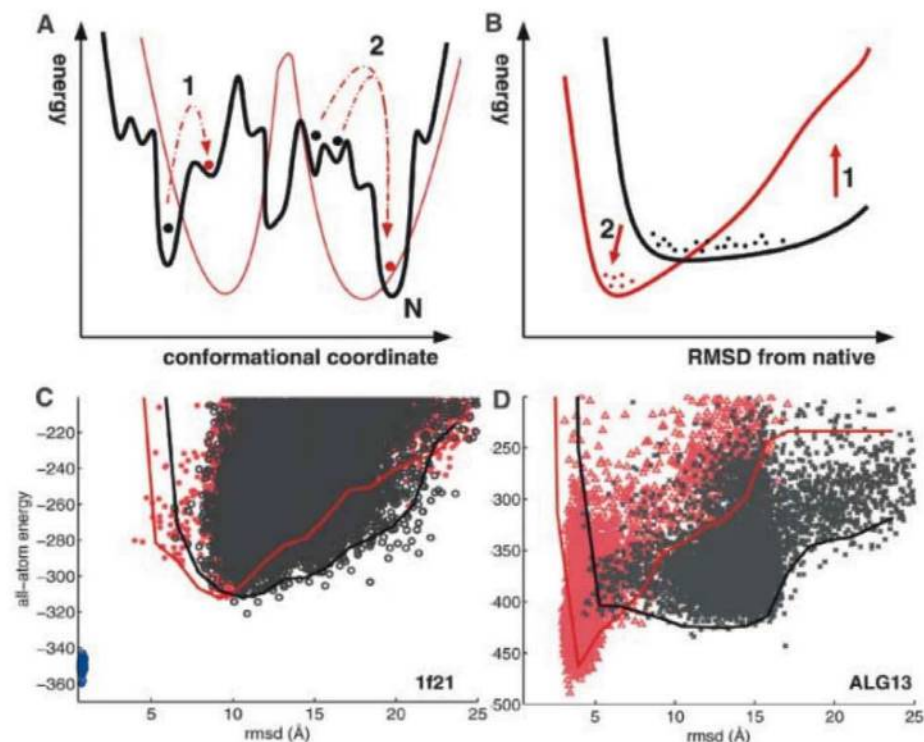 A
energy
1
2
N
conformational coordinate
B
energy
2
1
RMSD from native
C
all-atom energy
−220
−240
−260
−280
−300
−320
−340
−360
5
10
15
20
25
rmsd (Å)
1f21
D
250
300
350
400
450
500
5
10
15
20
25
rmsd (Å)
ALG13